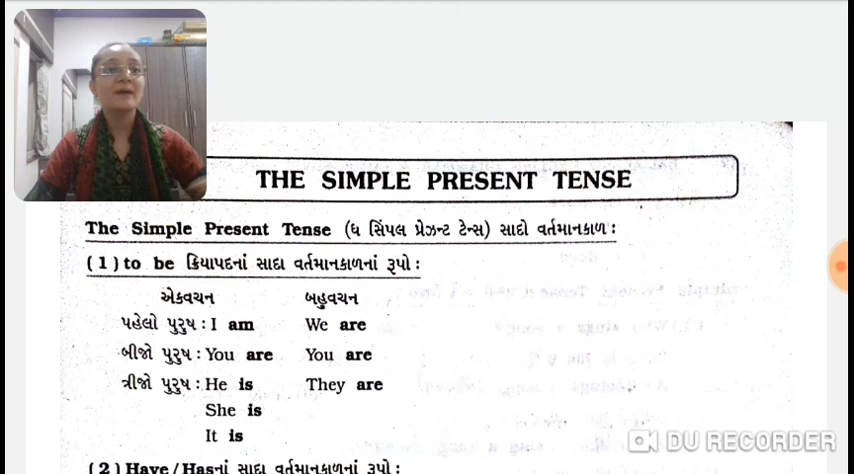 THE SIMPLE PRESENT TENSE
The Simple Present Tense (ધ સિંપલ પ્રેઝન્ટ ટેન્સ) સાદો વર્તમાનકાળ :
(1) to be ક્રિયાપદનાં સાદા વર્તમાનકાળનાં રૂપો :
એકવચન બહુવચન
પહેલો પુરુષ : I am We are
બીજો પુરુષ : You are You are
ત્રીજો પુરુષ : He is They are
She is
It is
(2) Have/Hasનાં સાદા વર્તમાનકાળનાં રૂપો :
DU RECORDER